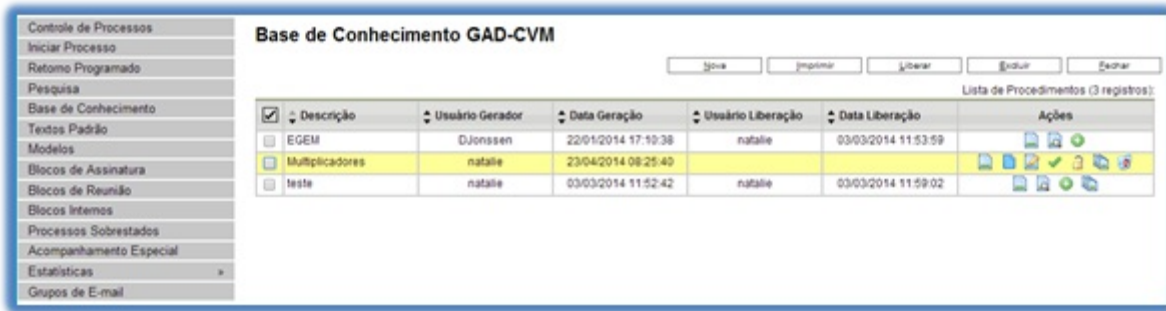 Controle de Processos
Iniciar Processo
Retorno Programado
Pesquisa
Base de Conhecimento
Textos Padrão
Modelos
Blocos de Assinatura
Blocos de Reunião
Blocos Internos
Processos Sobrestados
Acompanhamento Especial
Estatísticas
Grupos de E-mail
Base de Conhecimento GAD-CVM
Nova Imprimir Liberar Excluir Fechar
Lista de Procedimentos (3 registros):
Descrição Usuário Gerador Data Geração Usuário Liberação Data Liberação Ações
EGEM DJonssen 22/01/2014 17:10:38 natalie 03/03/2014 11:53:59
Multiplicadores natalie 23/04/2014 08:25:40
teste natalie 03/03/2014 11:52:42 natalie 03/03/2014 11:59:02